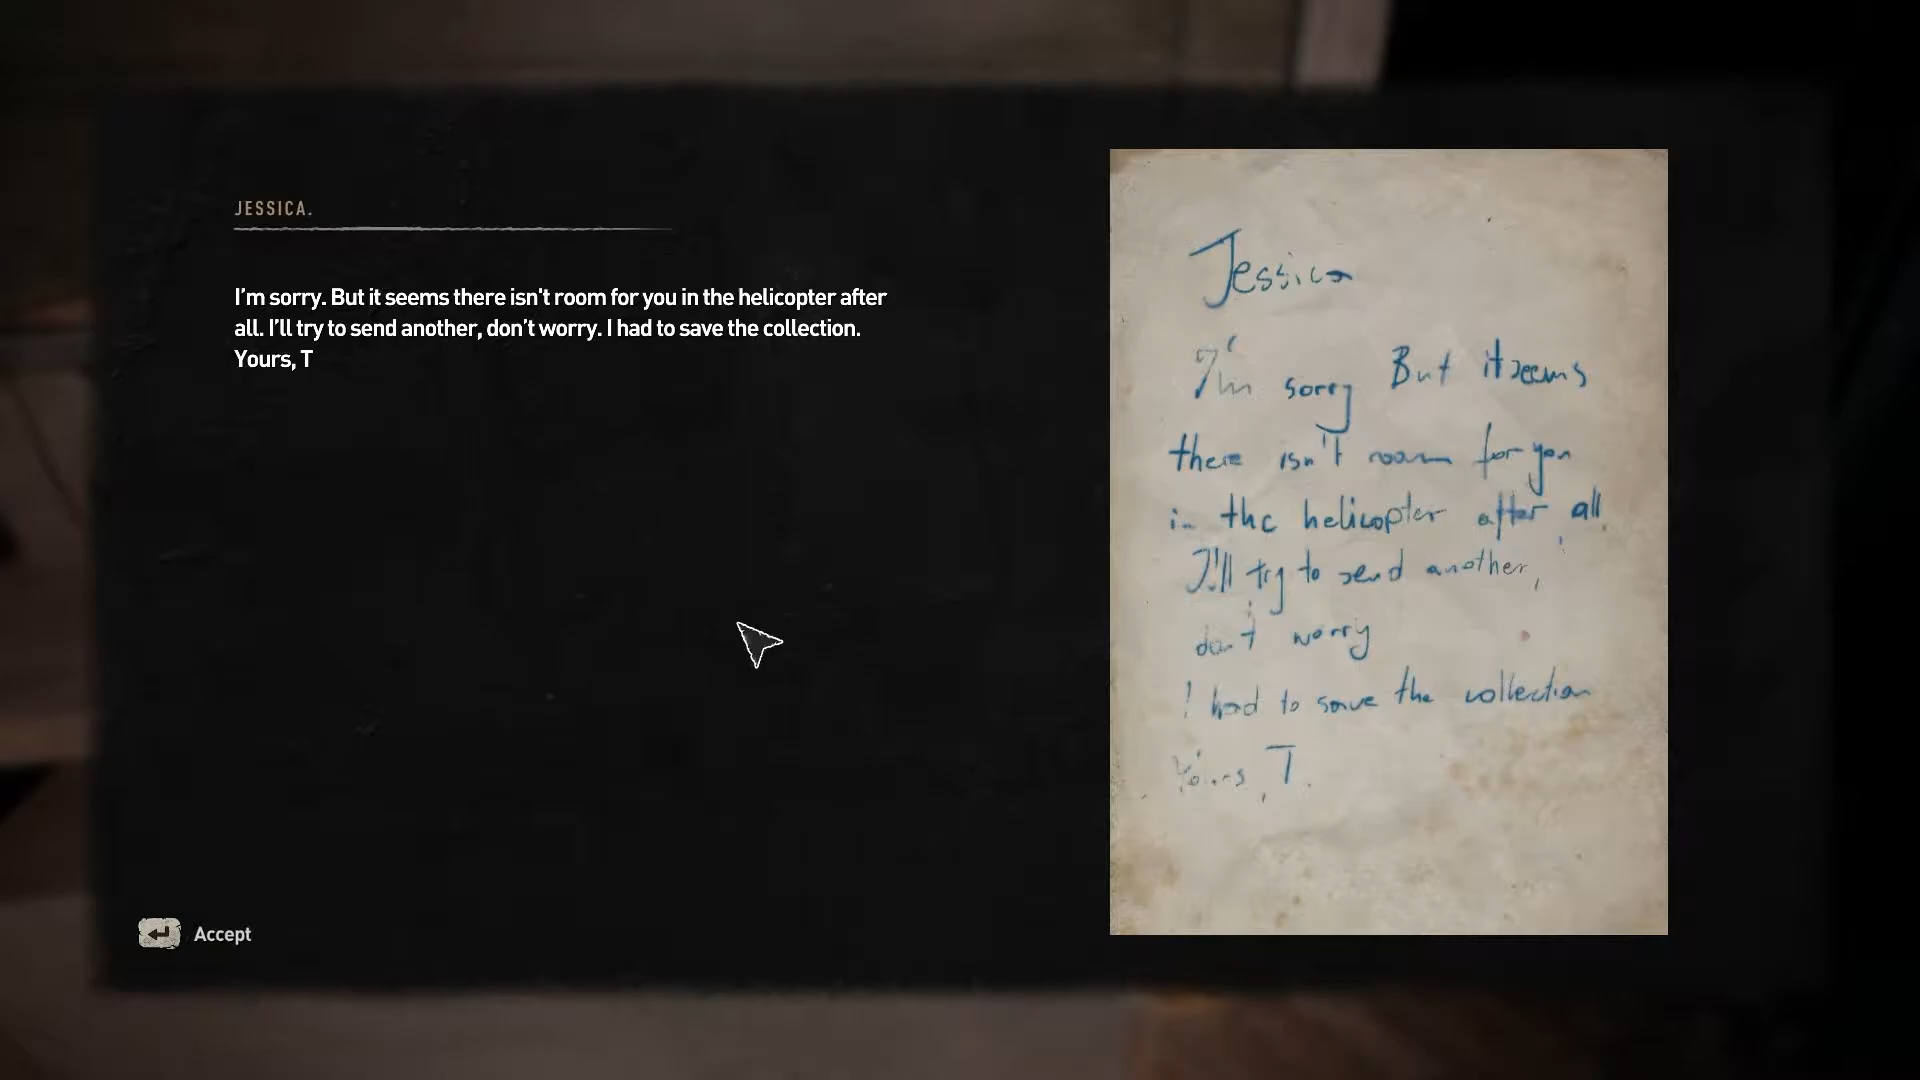 JESSICA.
I'm sorry. But it seems there isn't room for you in the helicopter after
all. I'll try to send another, don't worry. I had to save the collection.
Yours, T
Accept
Jessica
I'm sorry But it seems
there isn't room for you
in the helicopter after all
I'll try to send another,
don't worry
I had to save the collection
Yours, T.